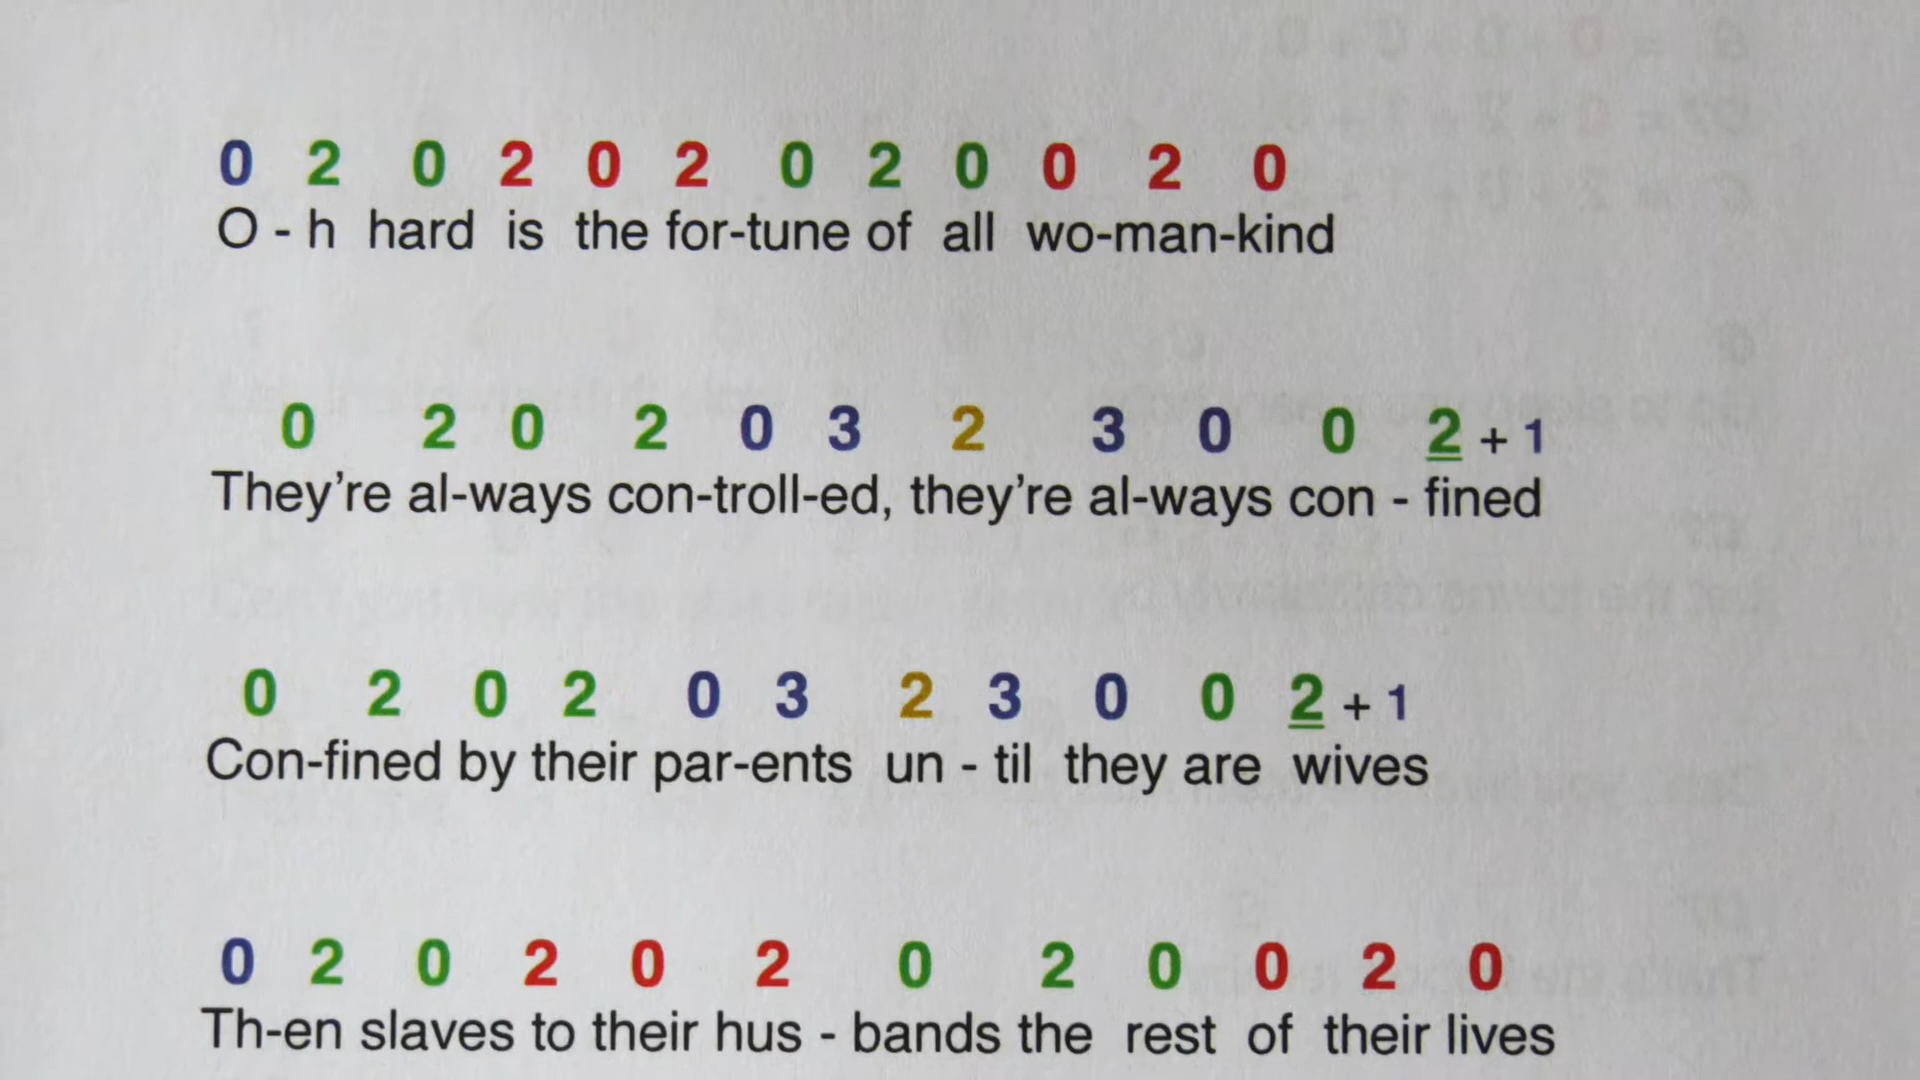 0 2 0 2 0 2 0 2 0 0 2 0
O - h hard is the for-tune of all wo-man-kind
0 2 0 2 0 3 2 3 0 0 2 + 1
They're al-ways con-troll-ed, they're al-ways con - fined
0 2 0 2 0 3 2 3 0 0 2 + 1
Con-fined by their par-ents un - til they are wives
0 2 0 2 0 2 0 2 0 0 2 0
Th-en slaves to their hus - bands the rest of their lives